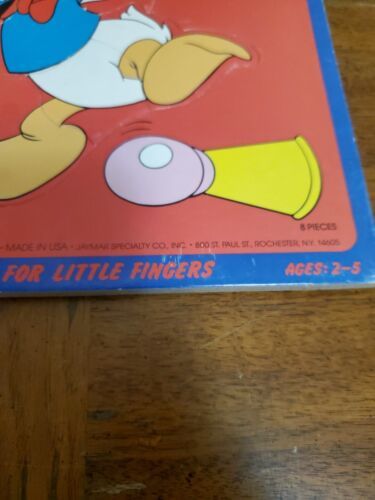 8 PIECES
• MADE IN USA • JAYMAR SPECIALTY CO., INC. • 800 ST. PAUL ST., ROCHESTER, N.Y. 14605
FOR LITTLE FINGERS AGES: 2-5